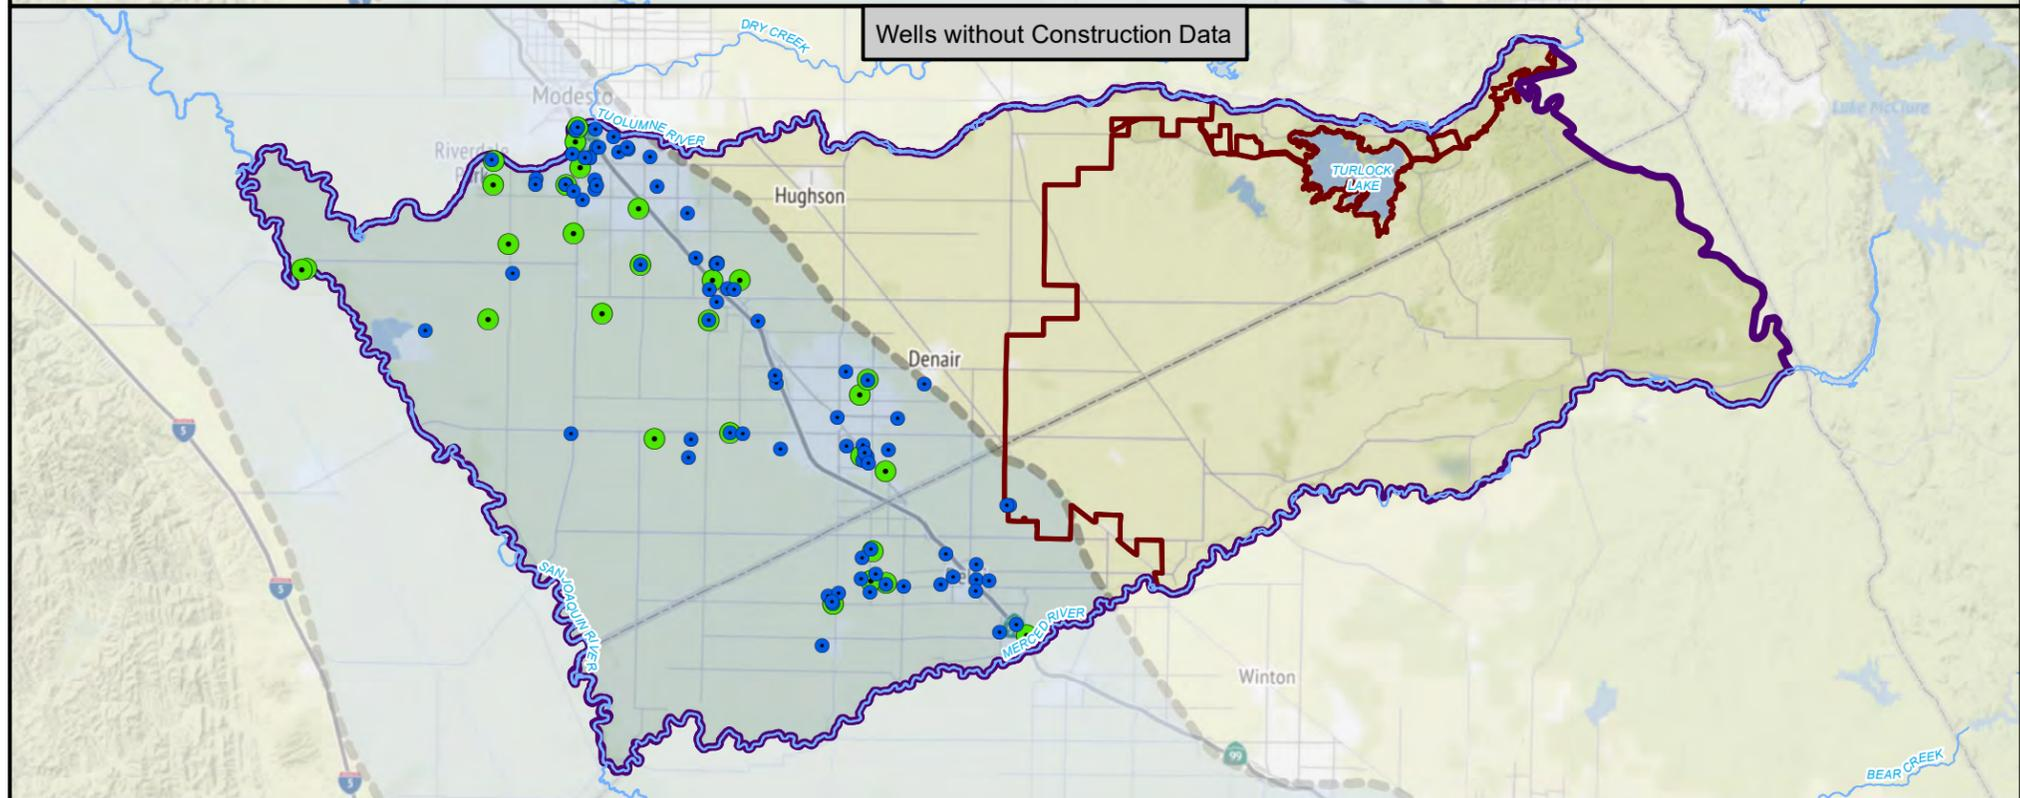 Wells without Construction Data
DRY CREEK
Modesto
TUOLUMNE RIVER
Lake McClure
Riverdale
Park
TURLOCK
LAKE
Hughson
Denair
5
5
SAN JOAQUIN RIVER
MERCED RIVER
Winton
99
BEAR CREEK
5